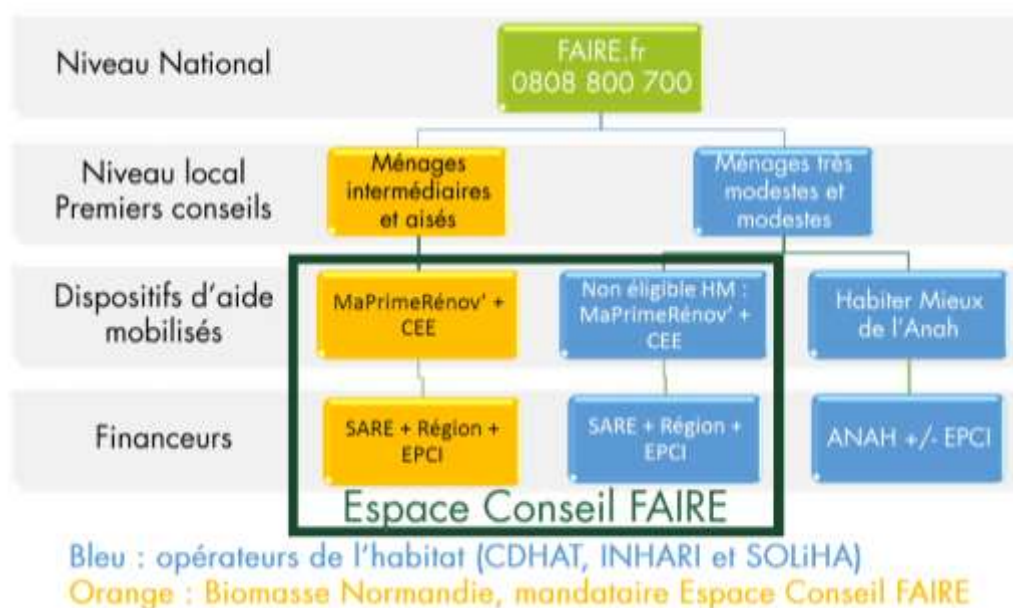 Niveau National
FAIRE.fr
0808 800 700
Niveau local
Premiers conseils
Ménages
intermédiaires
et aisés
Ménages très
modestes et
modestes
Dispositifs d'aide
mobilisés
MaPrimeRénov' +
CEE
Non éligible HM :
MaPrimeRénov' +
CEE
Habiter Mieux
de l'Anah
Financeurs
SARE + Région +
EPCI
SARE + Région +
EPCI
ANAH +/- EPCI
Espace Conseil FAIRE
Bleu : opérateurs de l'habitat (CDHAT, INHARI et SOLiHA)
Orange : Biomasse Normandie, mandataire Espace Conseil FAIRE